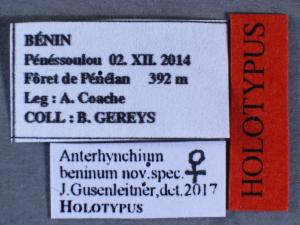 BÉNIN
Pénéssoulou 02. XII. 2014
Fôret de Pénélan 392 m
Leg : A. Coache
COLL : B. GEREYS
Anterhynchium ♀
beninum nov.spec.
J.Gusenleitner,det.2017
HOLOTYPUS
HOLOTYPUS